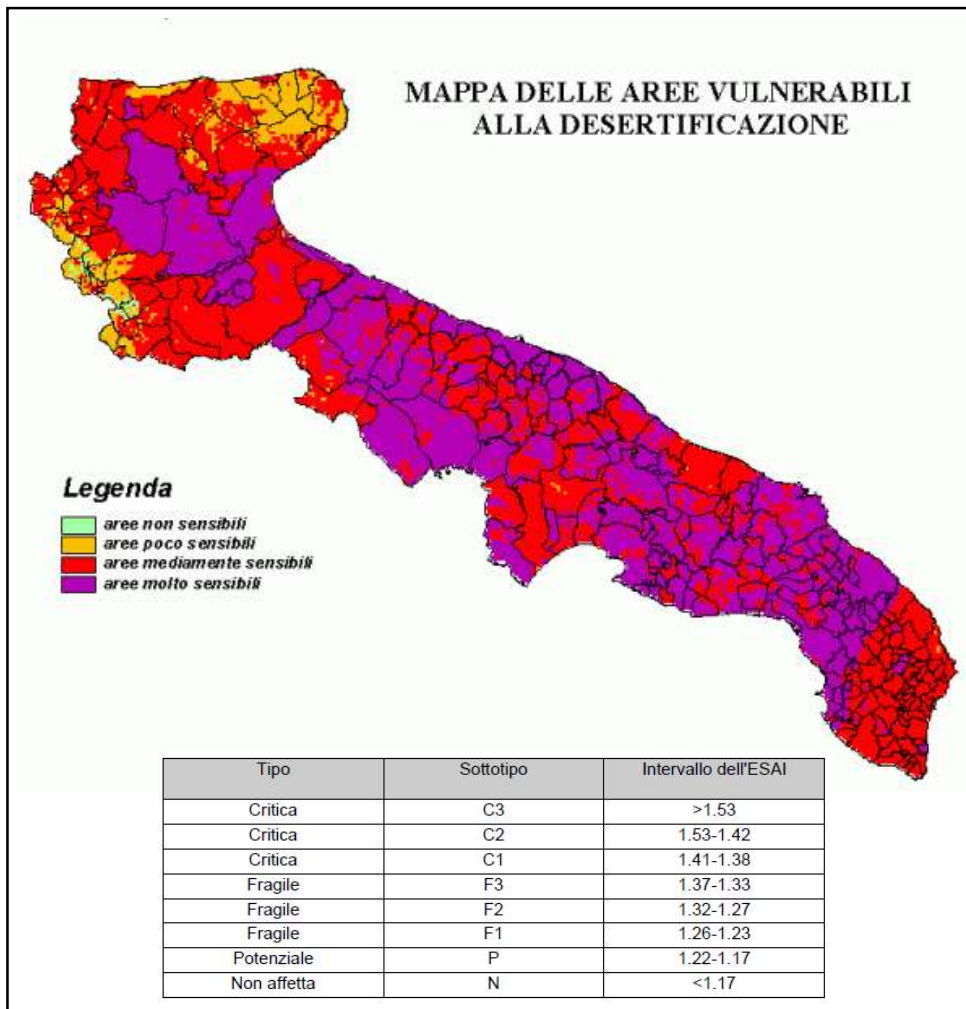 MAPPA DELLE AREE VULNERABILI
ALLA DESERTIFICAZIONE
Legenda
aree non sensibili
aree poco sensibili
aree mediamente sensibili
aree molto sensibili
Tipo Sottotipo Intervallo dell'ESAI
Critica C3 >1.53
Critica C2 1.53-1.42
Critica C1 1.41-1.38
Fragile F3 1.37-1.33
Fragile F2 1.32-1.27
Fragile F1 1.26-1.23
Potenziale P 1.22-1.17
Non affetta N <1.17